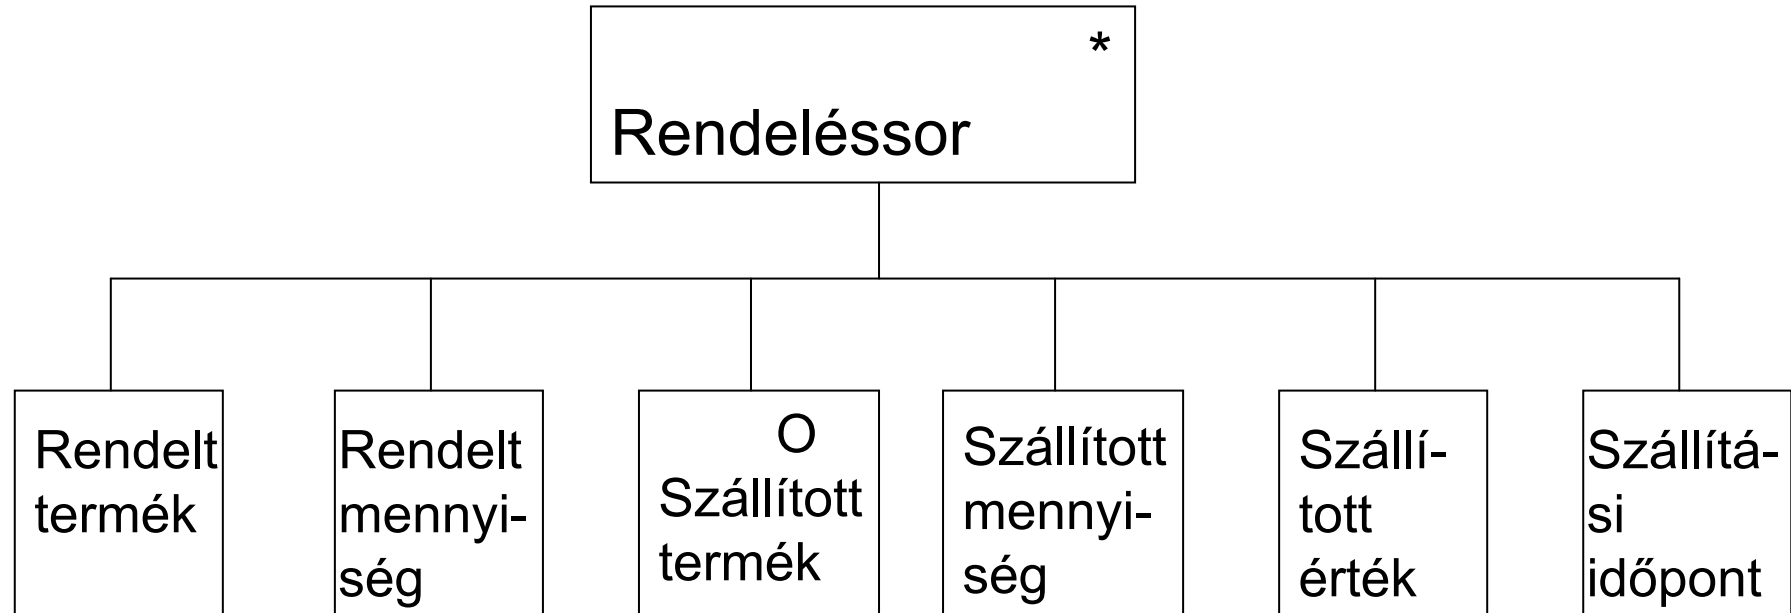 *
Rendeléssor
Rendelt
termék
Rendelt
mennyi-
ség
O
Szállított
termék
Szállított
mennyi-
ség
Szállí-
tott
érték
Szállítá-
si
időpont